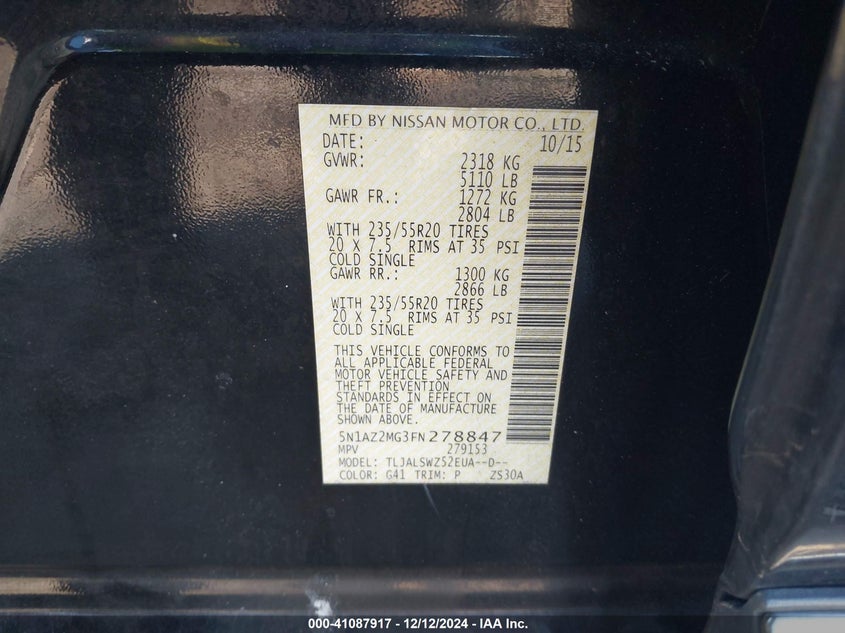 MFD BY NISSAN MOTOR CO., LTD.
DATE: 10/15
GVWR: 2318 KG
5110 LB
GAWR FR.: 1272 KG
2804 LB
WITH 235/55R20 TIRES
20 X 7.5 RIMS AT 35 PSI
COLD SINGLE
GAWR RR.: 1300 KG
2866 LB
WITH 235/55R20 TIRES
20 X 7.5 RIMS AT 35 PSI
COLD SINGLE
THIS VEHICLE CONFORMS TO
ALL APPLICABLE FEDERAL
MOTOR VEHICLE SAFETY AND
THEFT PREVENTION
STANDARDS IN EFFECT ON
THE DATE OF MANUFACTURE
SHOWN ABOVE.
5N1AZ2MG3FN278847
MPV 279153
MODEL: TLJALSWZ52EUA--D--
COLOR: G41 TRIM: P ZS30A
000-41087917 - 12/12/2024 - IAA Inc.